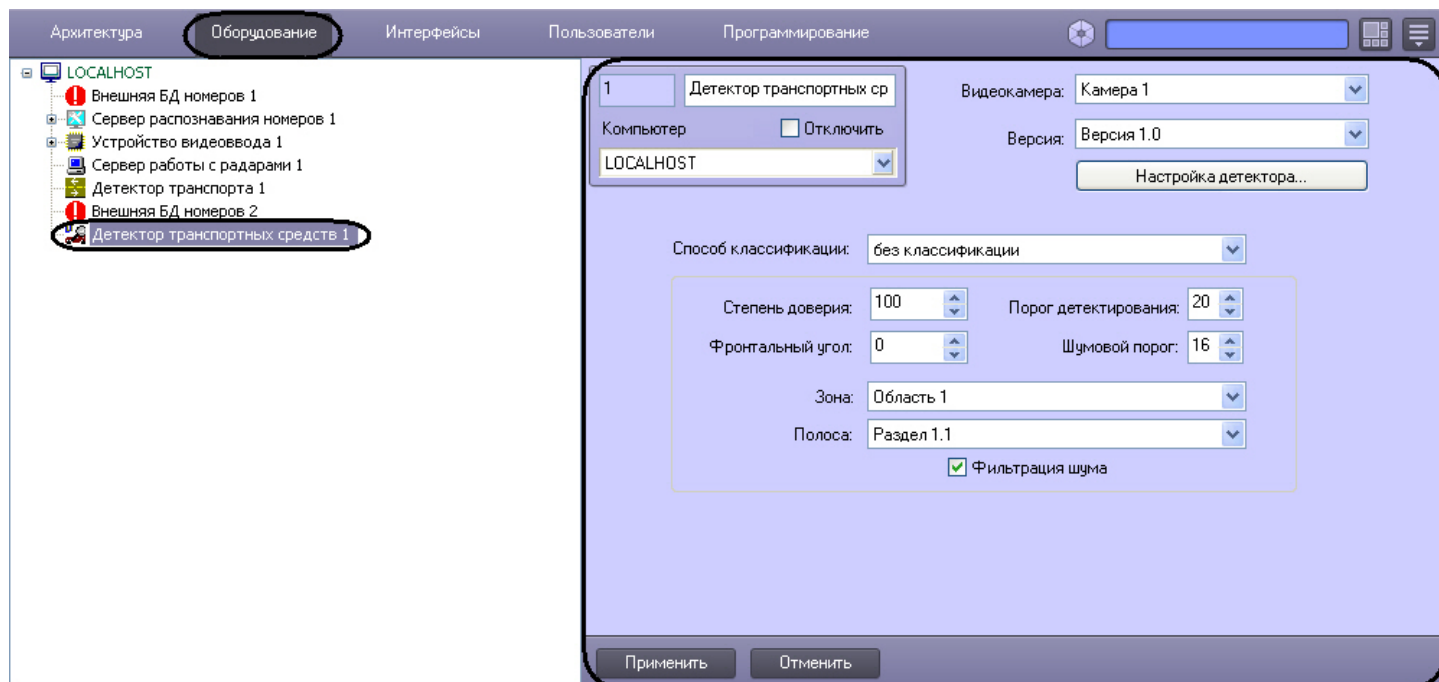 Архитектура Оборудование Интерфейсы Пользователи Программирование
LOCALHOST
Внешняя БД номеров 1
Сервер распознавания номеров 1
Устройство видеоввода 1
Сервер работы с радарами 1
Детектор транспорта 1
Внешняя БД номеров 2
Детектор транспортных средств 1
1 Детектор транспортных ср
Компьютер Отключить
LOCALHOST
Видеокамера: Камера 1
Версия: Версия 1.0
Настройка детектора...
Способ классификации: без классификации
Степень доверия: 100 Порог детектирования: 20
Фронтальный угол: 0 Шумовой порог: 16
Зона: Область 1
Полоса: Раздел 1.1
Фильтрация шума
Применить Отменить